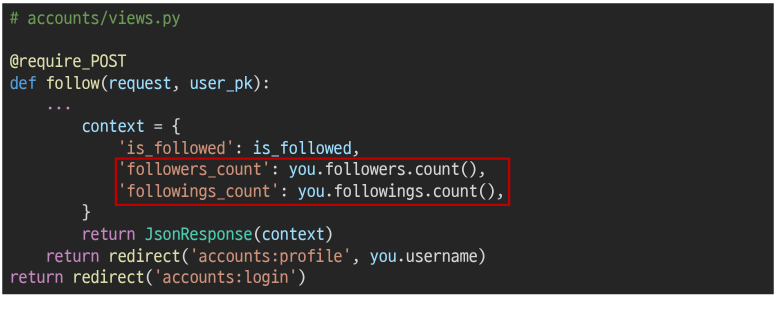 # accounts/views.py
@require_POST
def follow(request, user_pk):
    ...
        context = {
            'is_followed': is_followed,
            'followers_count': you.followers.count(),
            'followings_count': you.followings.count(),
        }
        return JsonResponse(context)
    return redirect('accounts:profile', you.username)
return redirect('accounts:login')